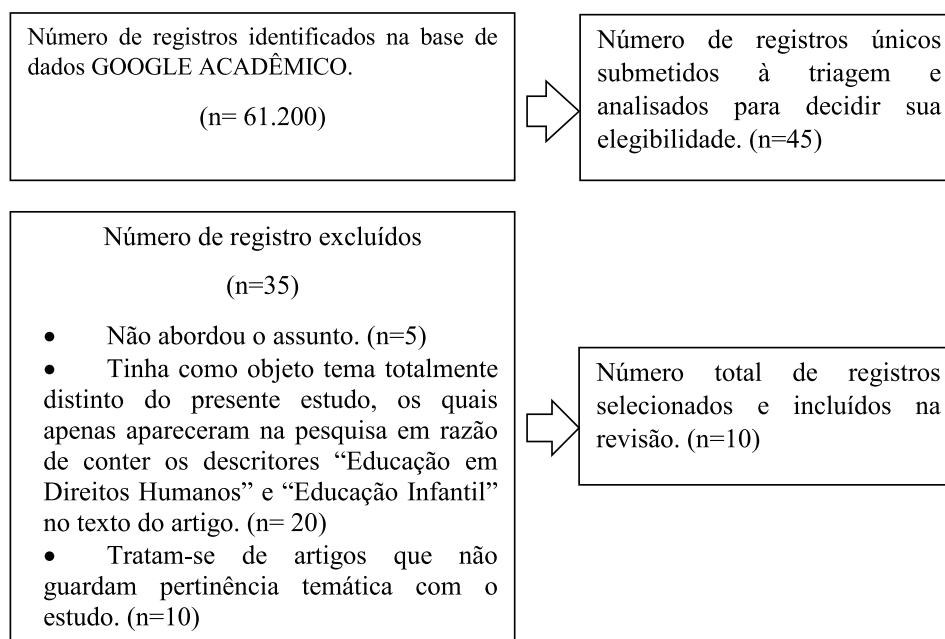 Número de registros identificados na base de
dados GOOGLE ACADÊMICO.
(n= 61.200)
Número de registros únicos
submetidos à triagem e
analisados para decidir sua
elegibilidade. (n=45)
Número de registro excluídos
(n=35)
• Não abordou o assunto. (n=5)
• Tinha como objeto tema totalmente
distinto do presente estudo, os quais
apenas apareceram na pesquisa em razão
de conter os descritores “Educação em
Direitos Humanos” e “Educação Infantil”
no texto do artigo. (n= 20)
• Tratam-se de artigos que não
guardam pertinência temática com o
estudo. (n=10)
Número total de registros
selecionados e incluídos na
revisão. (n=10)